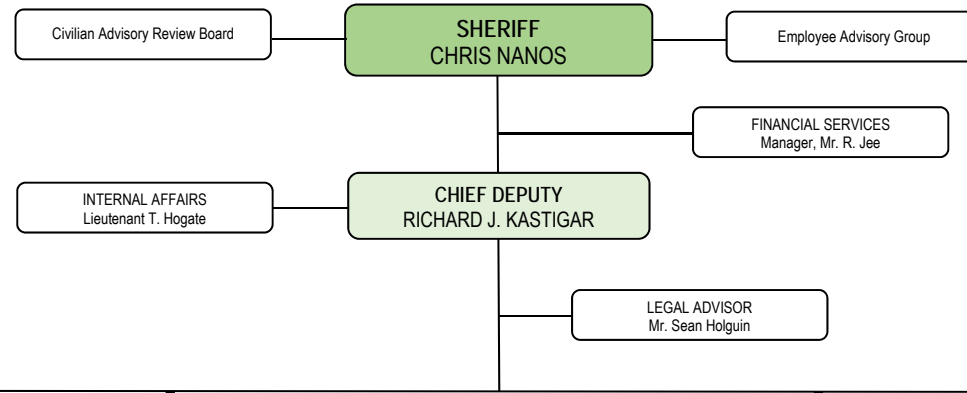 Civilian Advisory Review Board
SHERIFF
CHRIS NANOS
Employee Advisory Group
FINANCIAL SERVICES
Manager, Mr. R. Jee
INTERNAL AFFAIRS
Lieutenant T. Hogate
CHIEF DEPUTY
RICHARD J. KASTIGAR
LEGAL ADVISOR
Mr. Sean Holguin